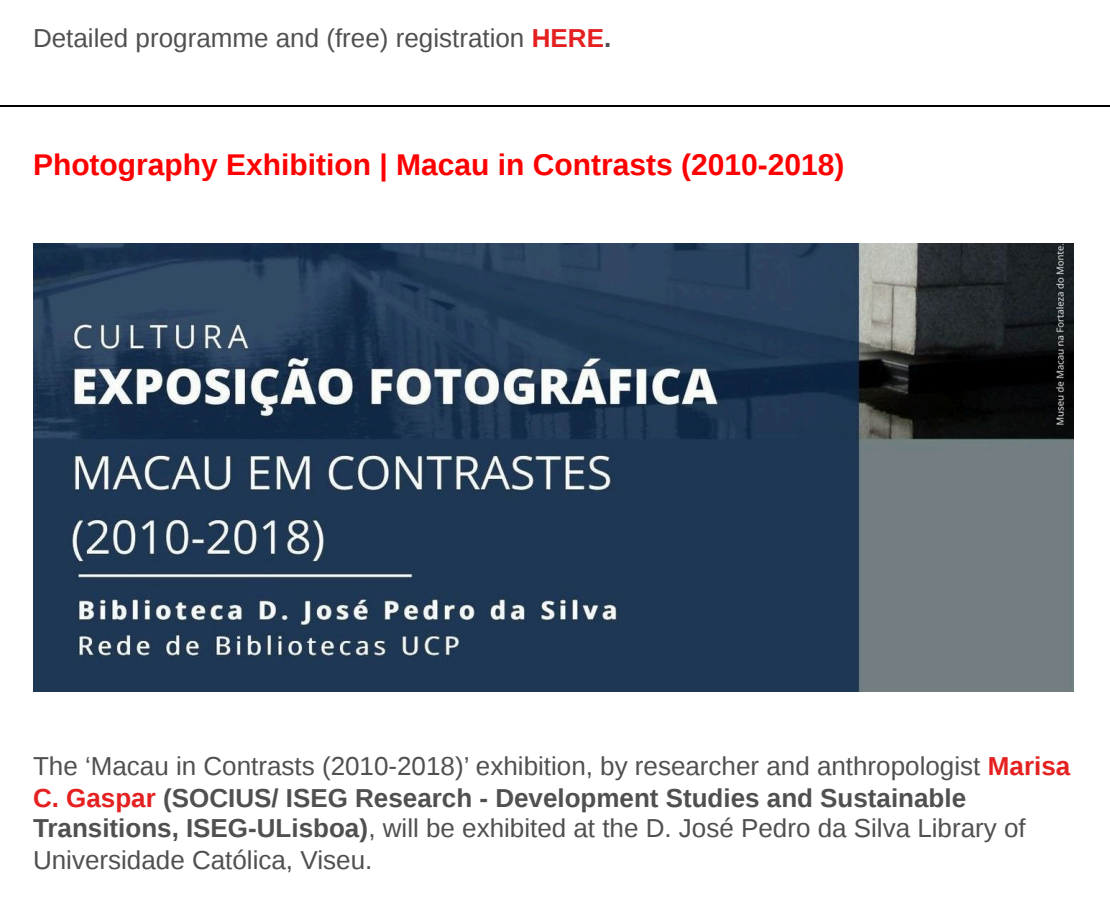 Detailed programme and (free) registration HERE.
Photography Exhibition | Macau in Contrasts (2010-2018)
Museu de Macau na Fortaleza do Monte.
CULTURA
EXPOSIÇÃO FOTOGRÁFICA
MACAU EM CONTRASTES
(2010-2018)
Biblioteca D. José Pedro da Silva
Rede de Bibliotecas UCP
The ‘Macau in Contrasts (2010-2018)’ exhibition, by researcher and anthropologist Marisa
C. Gaspar (SOCIUS/ ISEG Research - Development Studies and Sustainable
Transitions, ISEG-ULisboa), will be exhibited at the D. José Pedro da Silva Library of
Universidade Católica, Viseu.